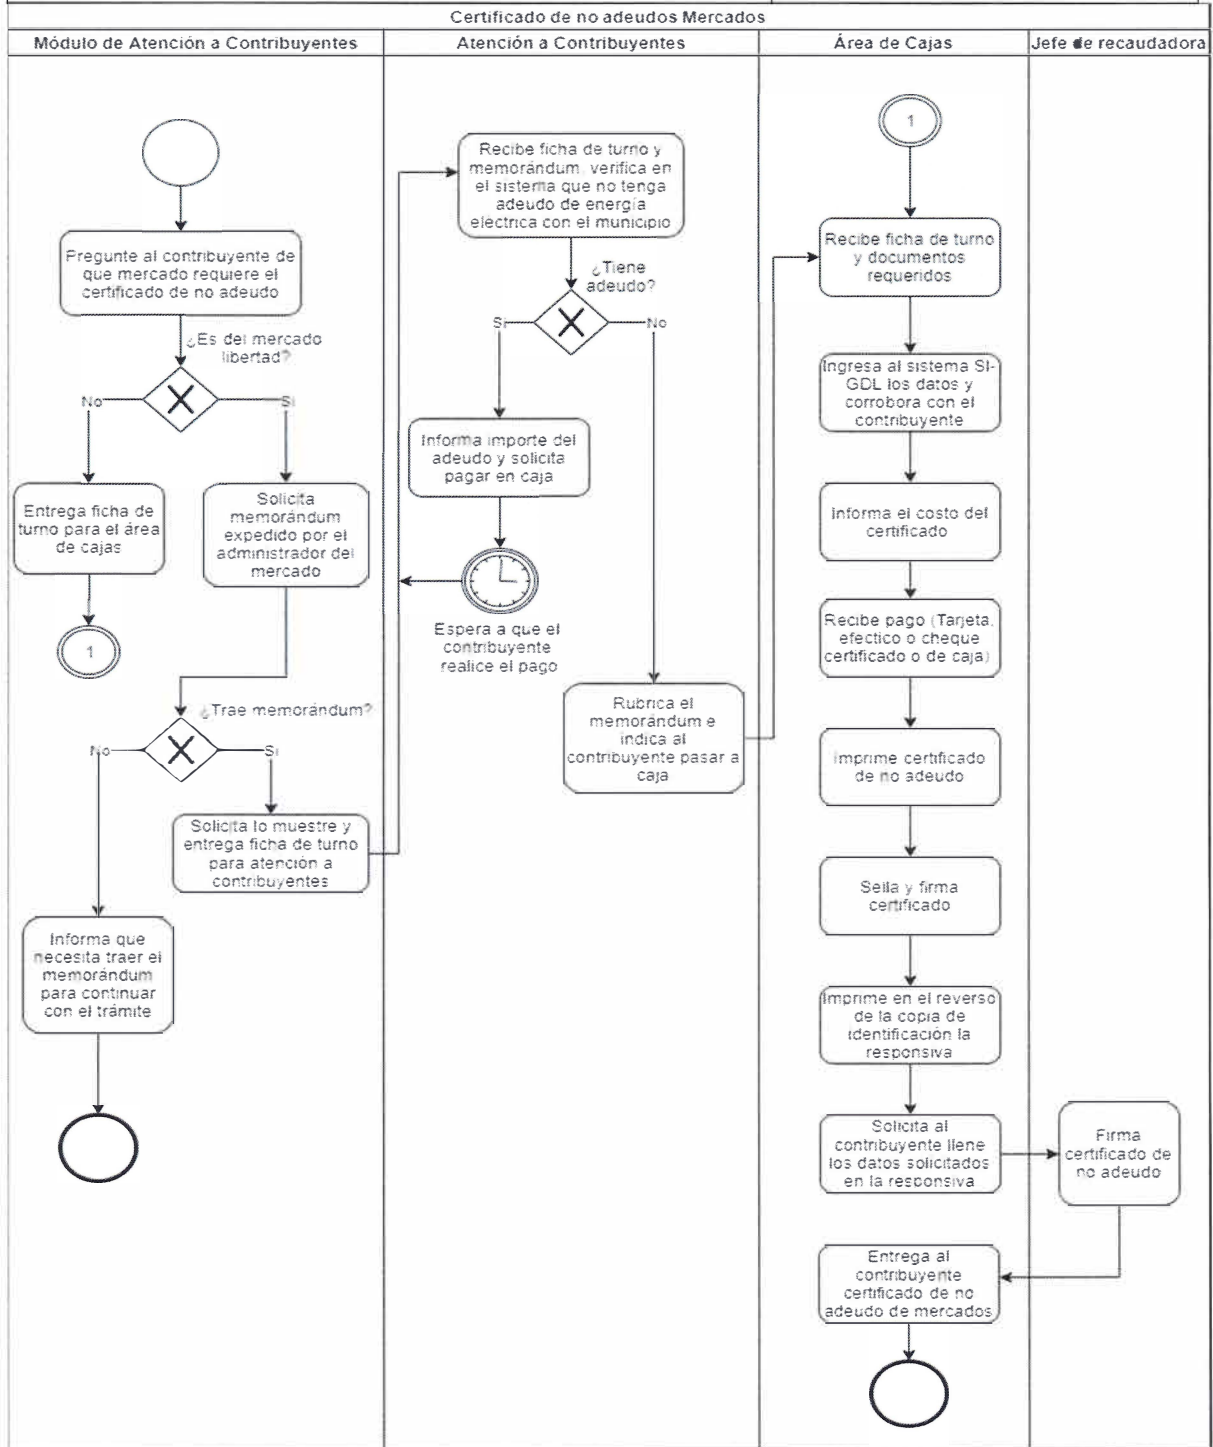 Certificado de no adeudos Mercados
Módulo de Atención a Contribuyentes
Atención a Contribuyentes
Área de Cajas
Jefe de recaudadora
Pregunte al contribuyente de
que mercado requiere el
certificado de no adeudo
¿Es del mercado
libertad?
No
Si
Entrega ficha de
turno para el área
de cajas
1
Solicita
memorándum
expedido por el
administrador del
mercado
¿Trae memorándum?
No
Si
Solicita lo muestre y
entrega ficha de turno
para atención a
contribuyentes
Informa que
necesita traer el
memorándum
para continuar
con el trámite
Recibe ficha de turno y
memorándum, verifica en
el sistema que no tenga
adeudo de energía
electrica con el municipio
¿Tiene
adeudo?
Si
No
Informa importe del
adeudo y solicita
pagar en caja
Espera a que el
contribuyente
realice el pago
Rubrica el
memorándum e
indica al
contribuyente pasar a
caja
1
Recibe ficha de turno
y documentos
requeridos
Ingresa al sistema SI-
GDL los datos y
corrobora con el
contribuyente
Informa el costo del
certificado
Recibe pago (Tarjeta,
efectico o cheque
certificado o de caja)
Imprime certificado
de no adeudo
Sella y firma
certificado
Imprime en el reverso
de la copia de
identificación la
responsiva
Solicita al
contribuyente llene
los datos solicitados
en la responsiva
Firma
certificado de
no adeudo
Entrega al
contribuyente
certificado de no
adeudo de mercados